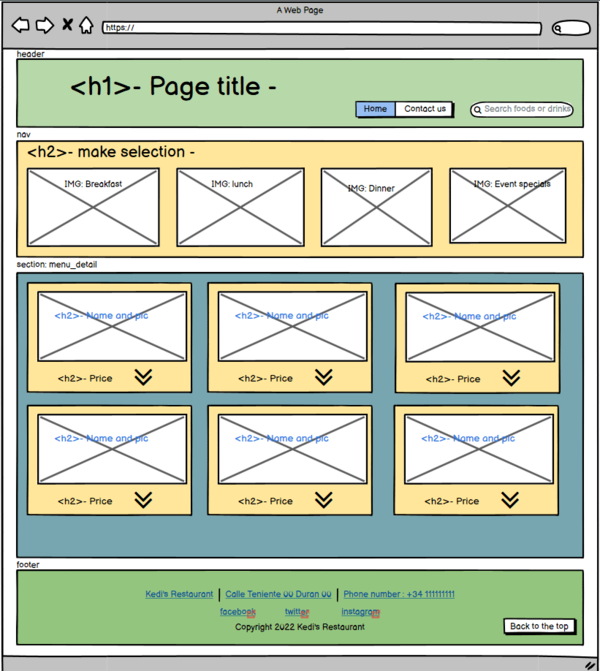 A Web Page
https://
header
<h1>- Page title -
Home Contact us Search foods or drinks
nav
<h2>- make selection -
IMG: Breakfast IMG: lunch IMG: Dinner IMG: Event specials
section: menu_detail
<h2>- Name and pic <h2>- Name and pic <h2>- Name and pic
<h2>- Price <h2>- Price <h2>- Price
<h2>- Name and pic <h2>- Name and pic <h2>- Name and pic
<h2>- Price <h2>- Price <h2>- Price
footer
Kedi's Restaurant | Calle Teniente 00 Duran 00 | Phone number : +34 111111111
facebook twitter instagram
Copyright 2022 Kedi's Restaurant
Back to the top